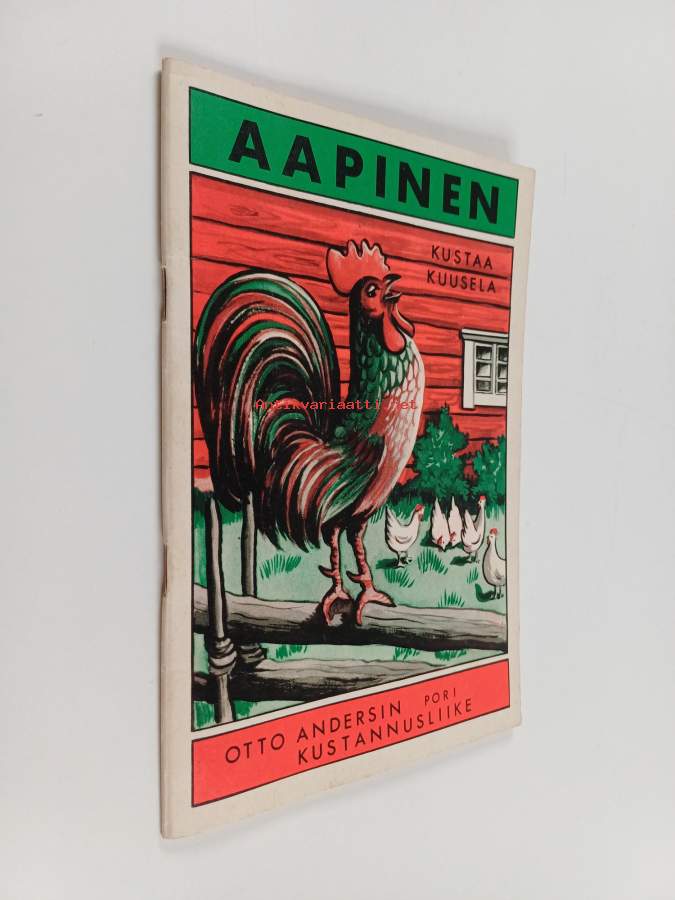 AAPINEN
KUSTAA
KUUSELA
Antikvariaatti.net
OTTO ANDERSIN PORI
KUSTANNUSLIIKE